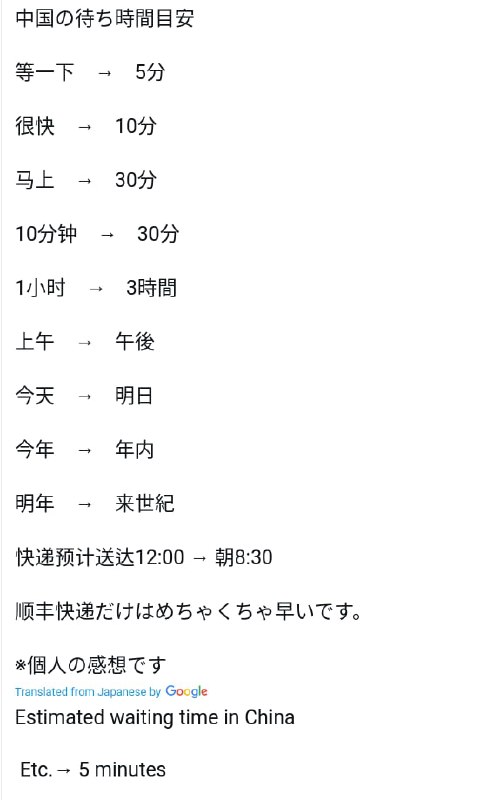 中国の待ち時間目安
等一下 → 5分
很快 → 10分
马上 → 30分
10分钟 → 30分
1小时 → 3時間
上午 → 午後
今天 → 明日
今年 → 年内
明年 → 来世紀
快递预计送达12:00 → 朝8:30
顺丰快递だけはめちゃくちゃ早いです。
※個人の感想です
Translated from Japanese by Google
Estimated waiting time in China
Etc.→ 5 minutes